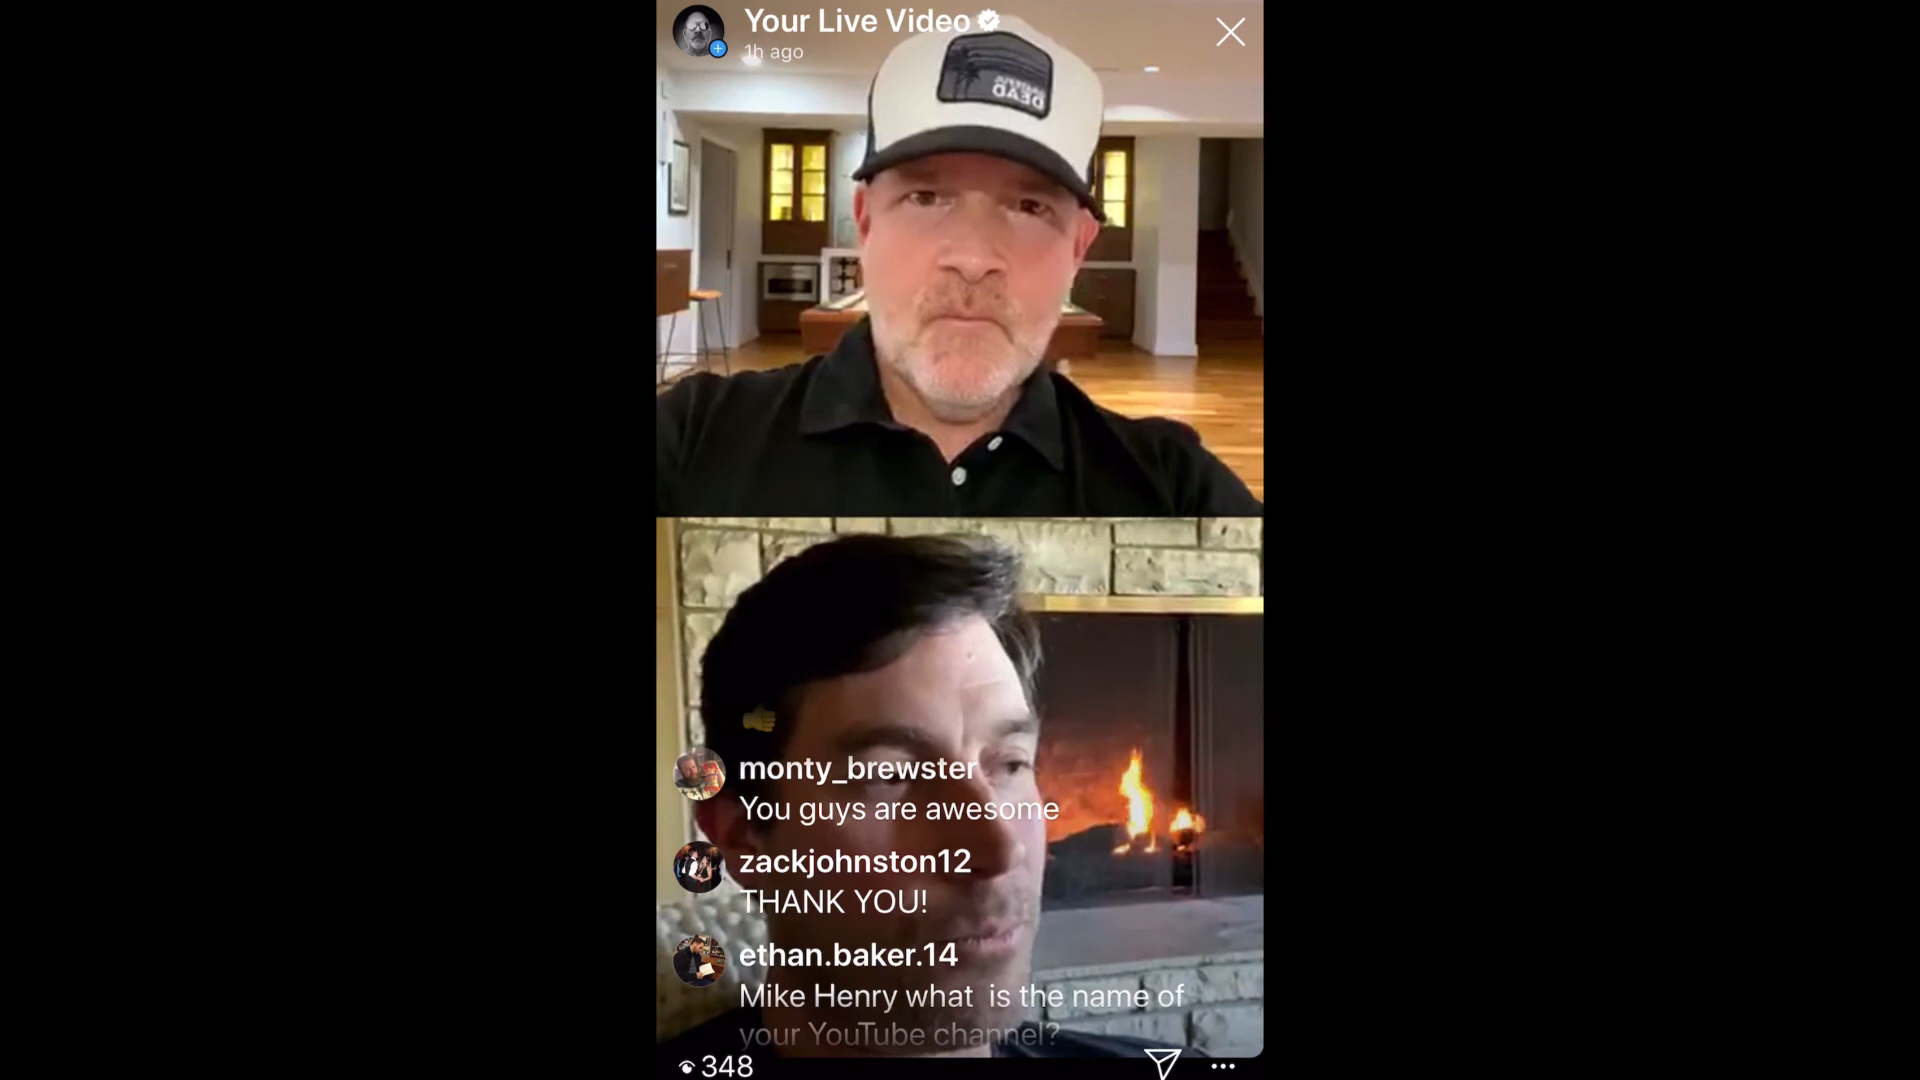 Your Live Video
1h ago
GRATEFUL
DEAD
monty_brewster
You guys are awesome
zackjohnston12
THANK YOU!
ethan.baker.14
Mike Henry what  is the name of
your YouTube channel?
348